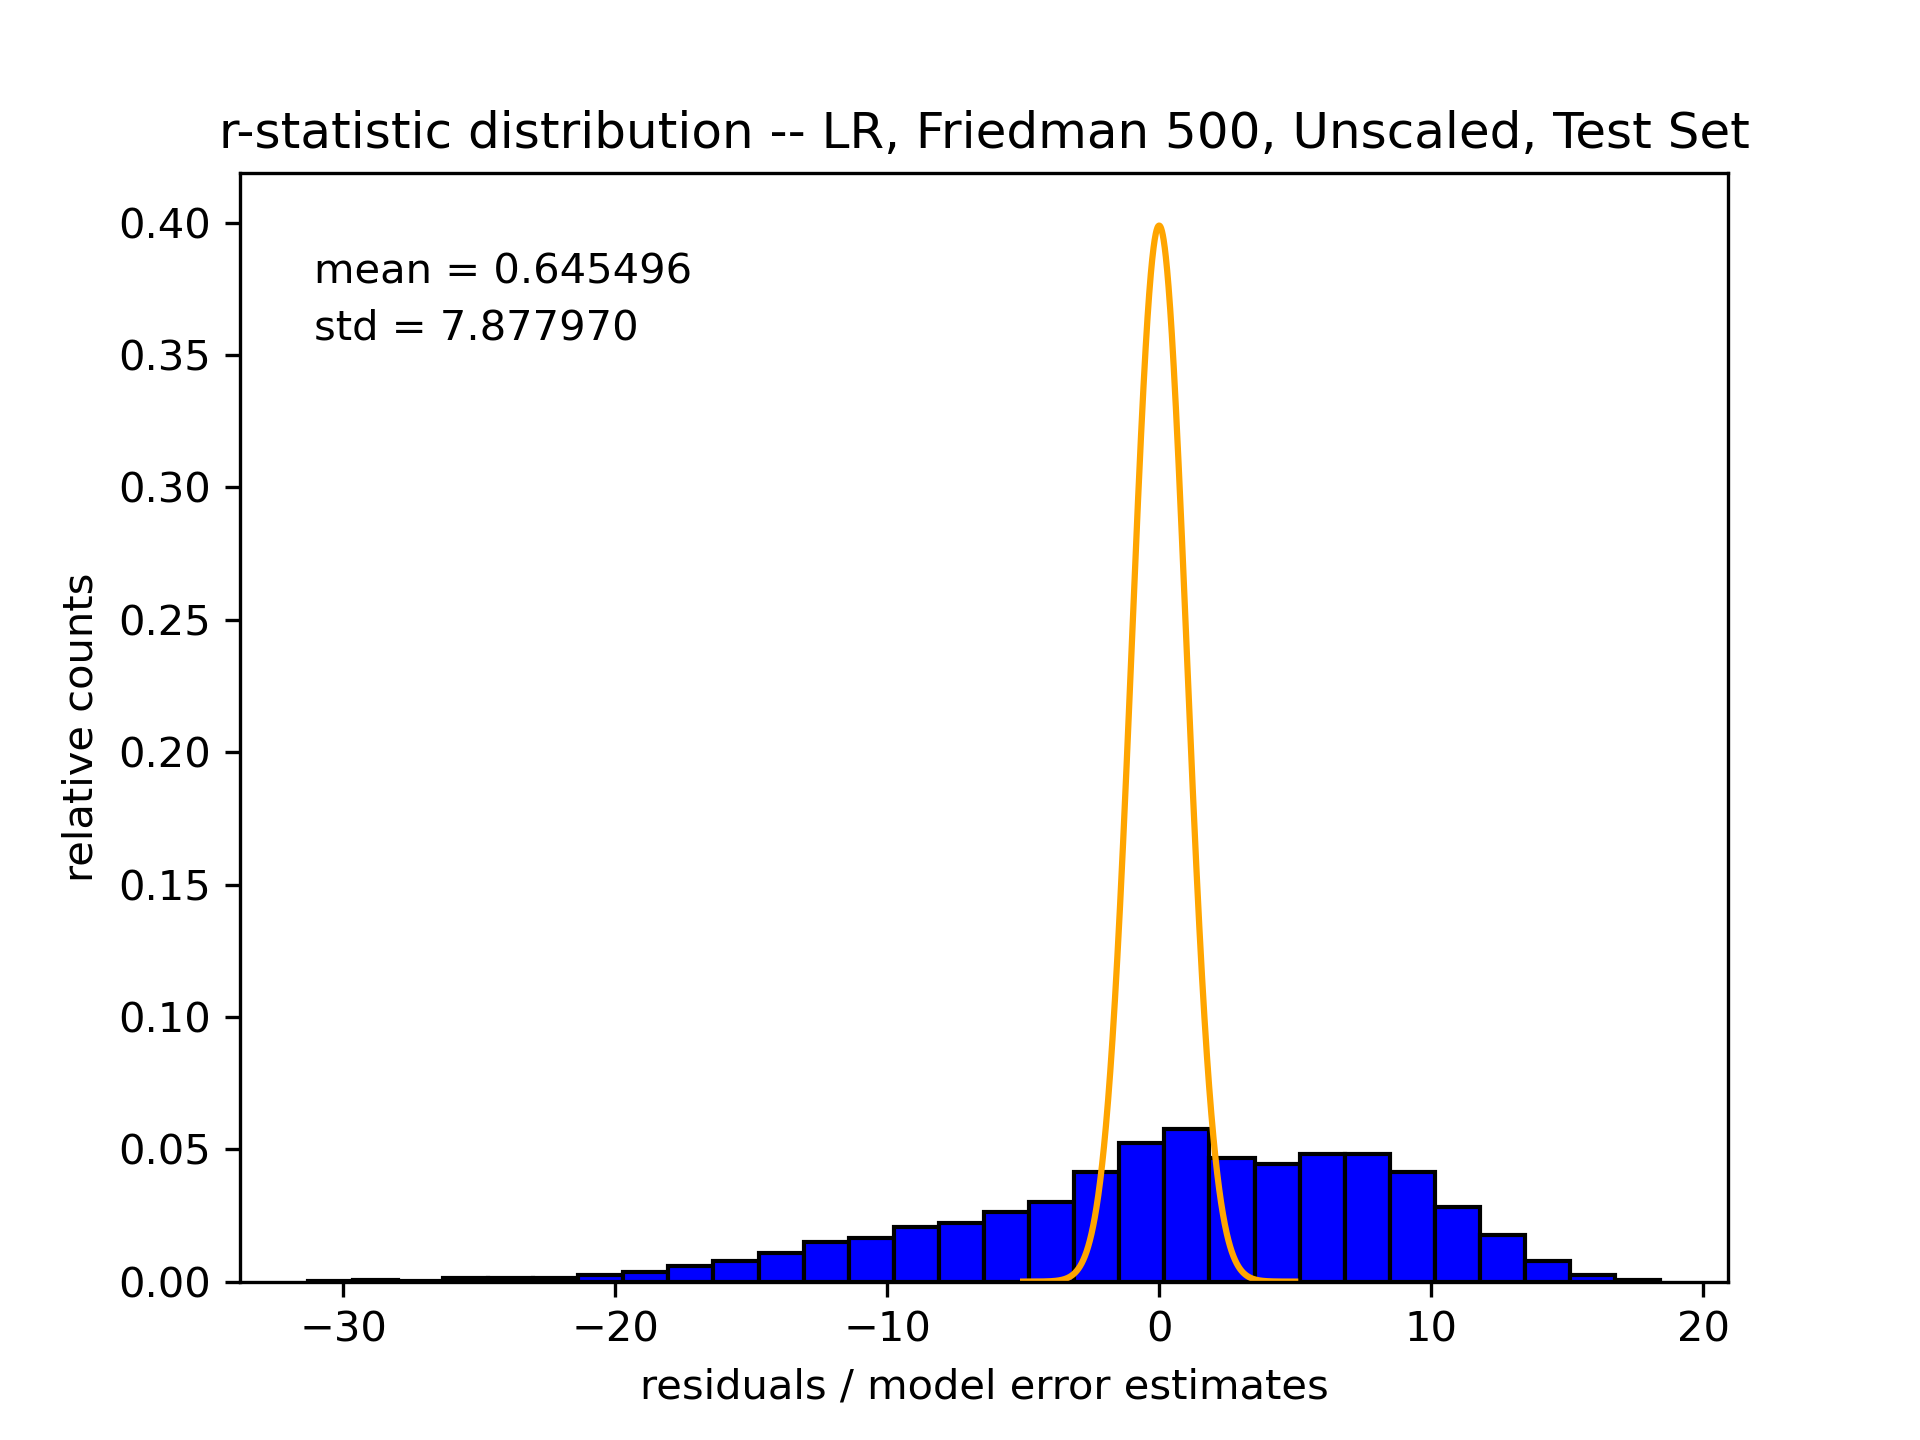 r-statistic distribution -- LR, Friedman 500, Unscaled, Test Set
mean = 0.645496
std = 7.877970
relative counts
0.40
0.35
0.30
0.25
0.20
0.15
0.10
0.05
0.00
−30 −20 −10 0 10 20
residuals / model error estimates